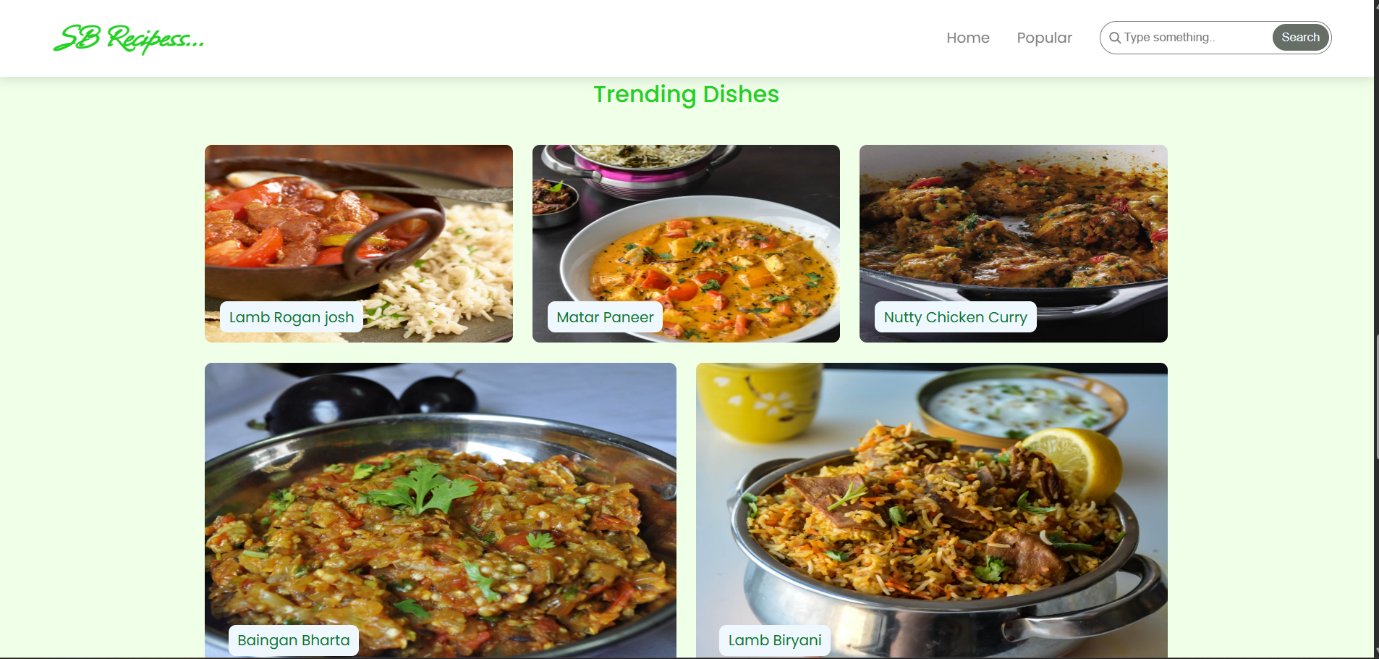 SB Recipess...
Home
Popular
Type something..
Search
Trending Dishes
Lamb Rogan josh
Matar Paneer
Nutty Chicken Curry
Baingan Bharta
Lamb Biryani